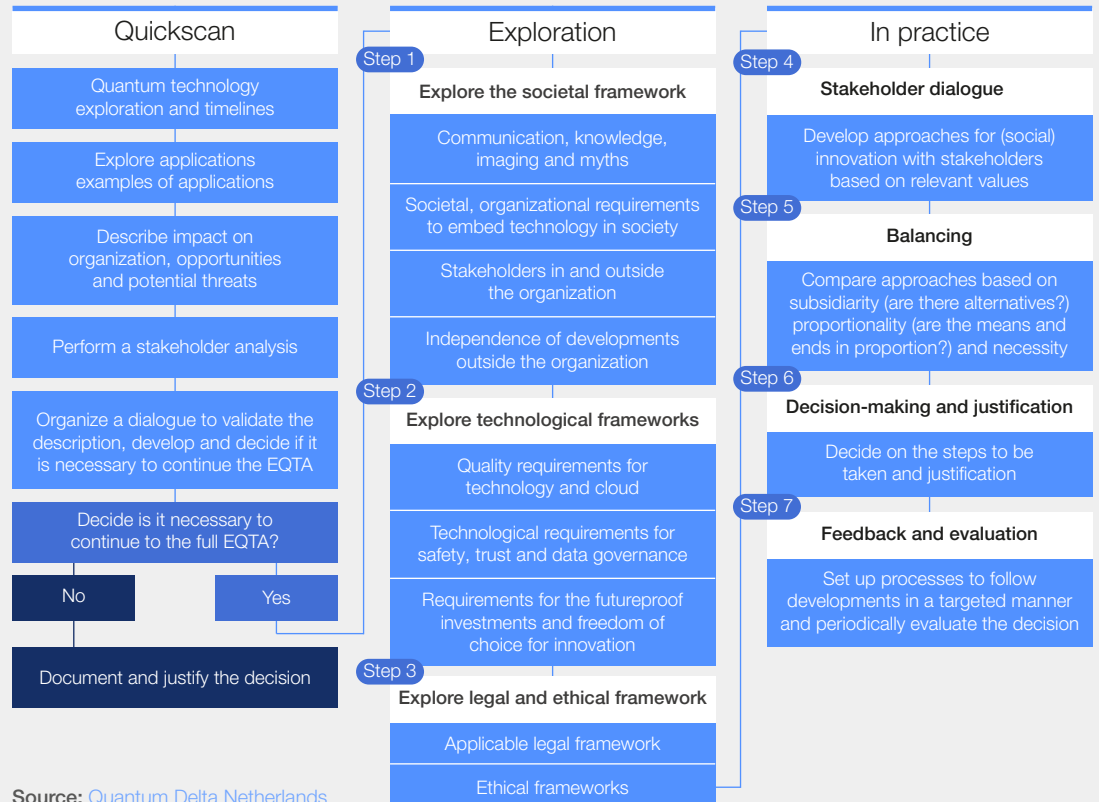 Quickscan
Quantum technology
exploration and timelines
Explore applications
examples of applications
Describe impact on
organization, opportunities
and potential threats
Perform a stakeholder analysis
Organize a dialogue to validate the
description, develop and decide if it
is necessary to continue the EQTA
Decide is it necessary to
continue to the full EQTA?
No
Yes
Document and justify the decision
Exploration
Step 1
Explore the societal framework
Communication, knowledge,
imaging and myths
Societal, organizational requirements
to embed technology in society
Stakeholders in and outside
the organization
Independence of developments
outside the organization
Step 2
Explore technological frameworks
Quality requirements for
technology and cloud
Technological requirements for
safety, trust and data governance
Requirements for the futureproof
investments and freedom of
choice for innovation
Step 3
Explore legal and ethical framework
Applicable legal framework
Ethical frameworks
In practice
Step 4
Stakeholder dialogue
Develop approaches for (social)
innovation with stakeholders
based on relevant values
Step 5
Balancing
Compare approaches based on
subsidiarity (are there alternatives?)
proportionality (are the means and
ends in proportion?) and necessity
Step 6
Decision-making and justification
Decide on the steps to be
taken and justification
Step 7
Feedback and evaluation
Set up processes to follow
developments in a targeted manner
and periodically evaluate the decision
Source: Quantum Delta Netherlands